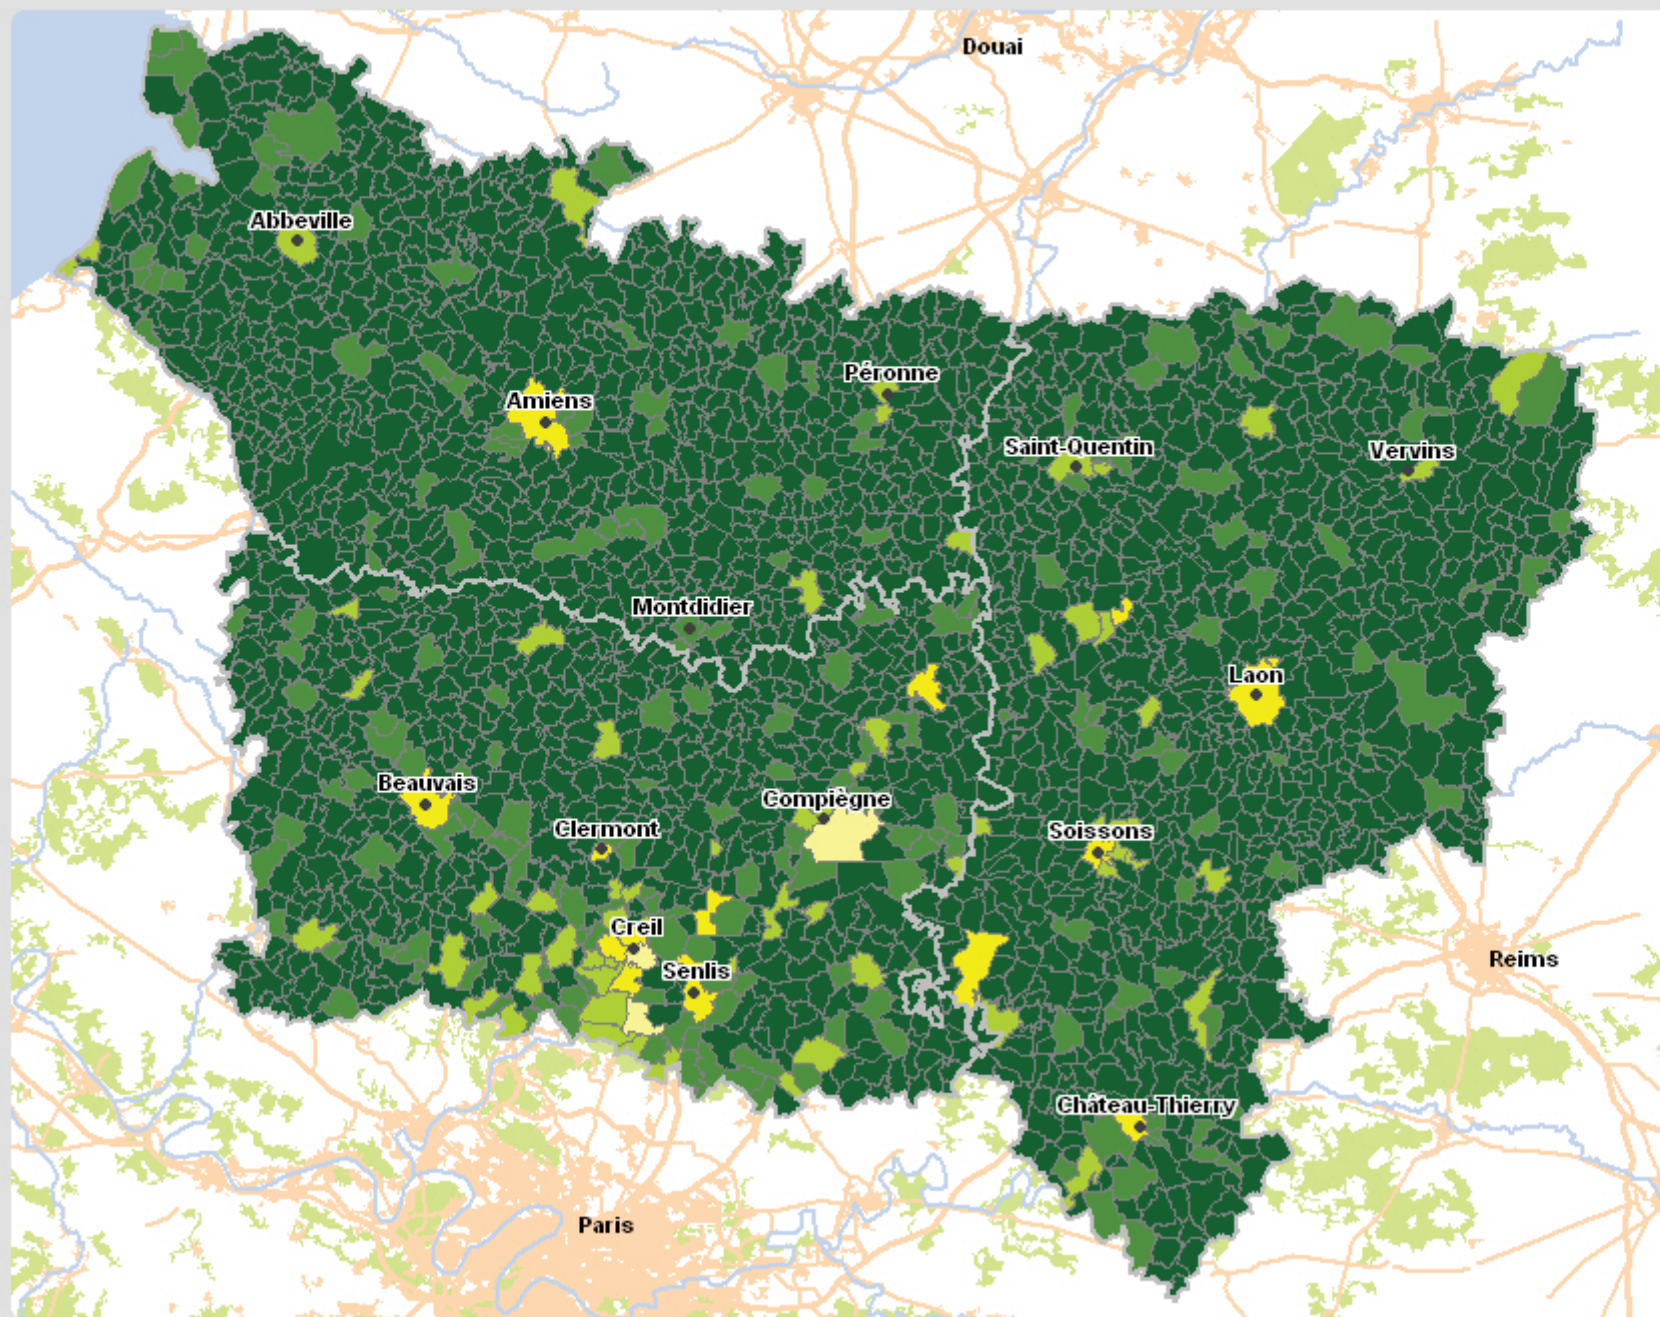 Douai
Abbeville
Péronne
Amiens
Saint-Quentin
Vervins
Montdidier
Laon
Beauvais
Compiègne
Clermont
Soissons
Creil
Senlis
Reims
Château-Thierry
Paris